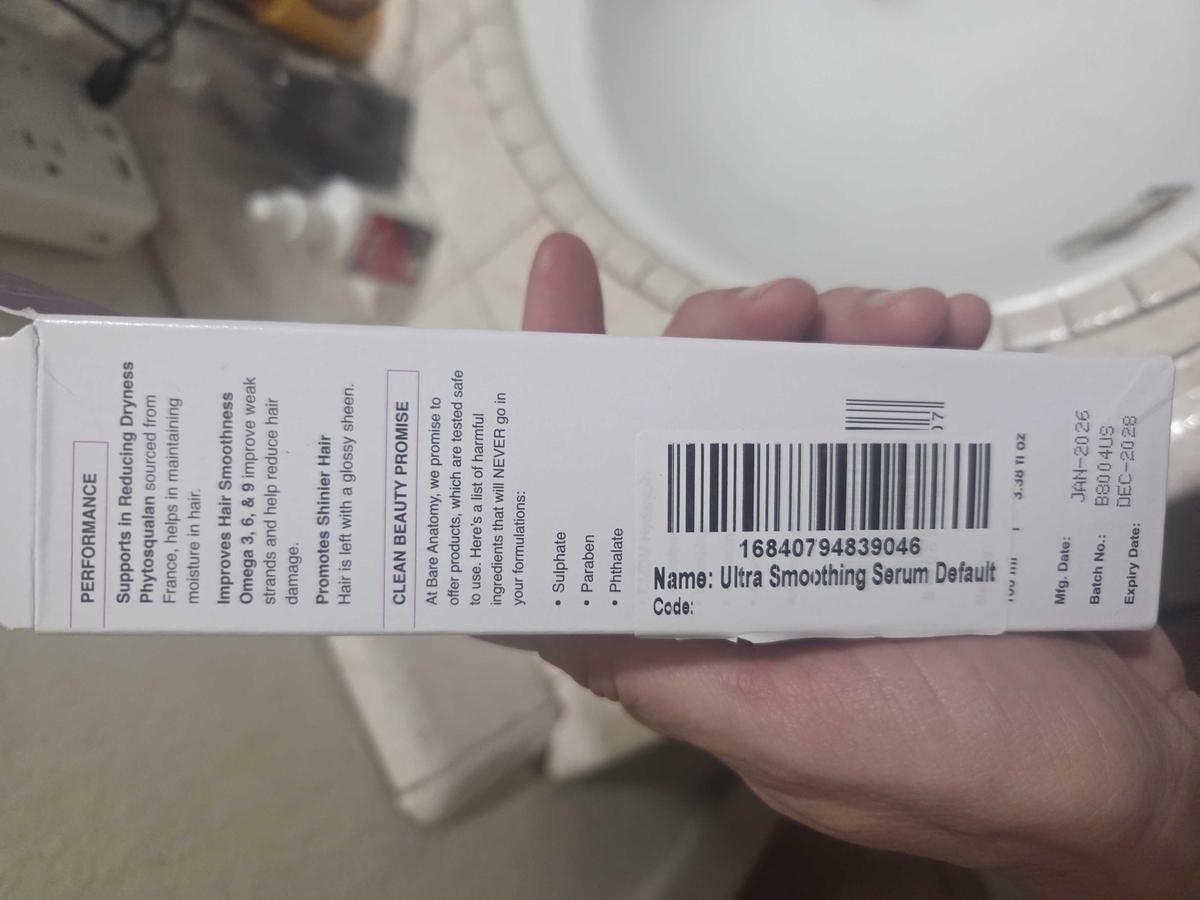 PERFORMANCE
Supports in Reducing Dryness
Phytosqualan sourced from
France, helps in maintaining
moisture in hair.
Improves Hair Smoothness
Omega 3, 6, & 9 improve weak
strands and help reduce hair
damage.
Promotes Shinier Hair
Hair is left with a glossy sheen.
CLEAN BEAUTY PROMISE
At Bare Anatomy, we promise to
offer products, which are tested safe
to use. Here's a list of harmful
ingredients that will NEVER go in
your formulations:
• Sulphate
• Paraben
• Phthalate
16840794839046
Name: Ultra Smoothing Serum Default
Code:
07
100 ml | 3.38 fl oz
Mfg. Date: JAN-2026
Batch No.: B8004US
Expiry Date: DEC-2028